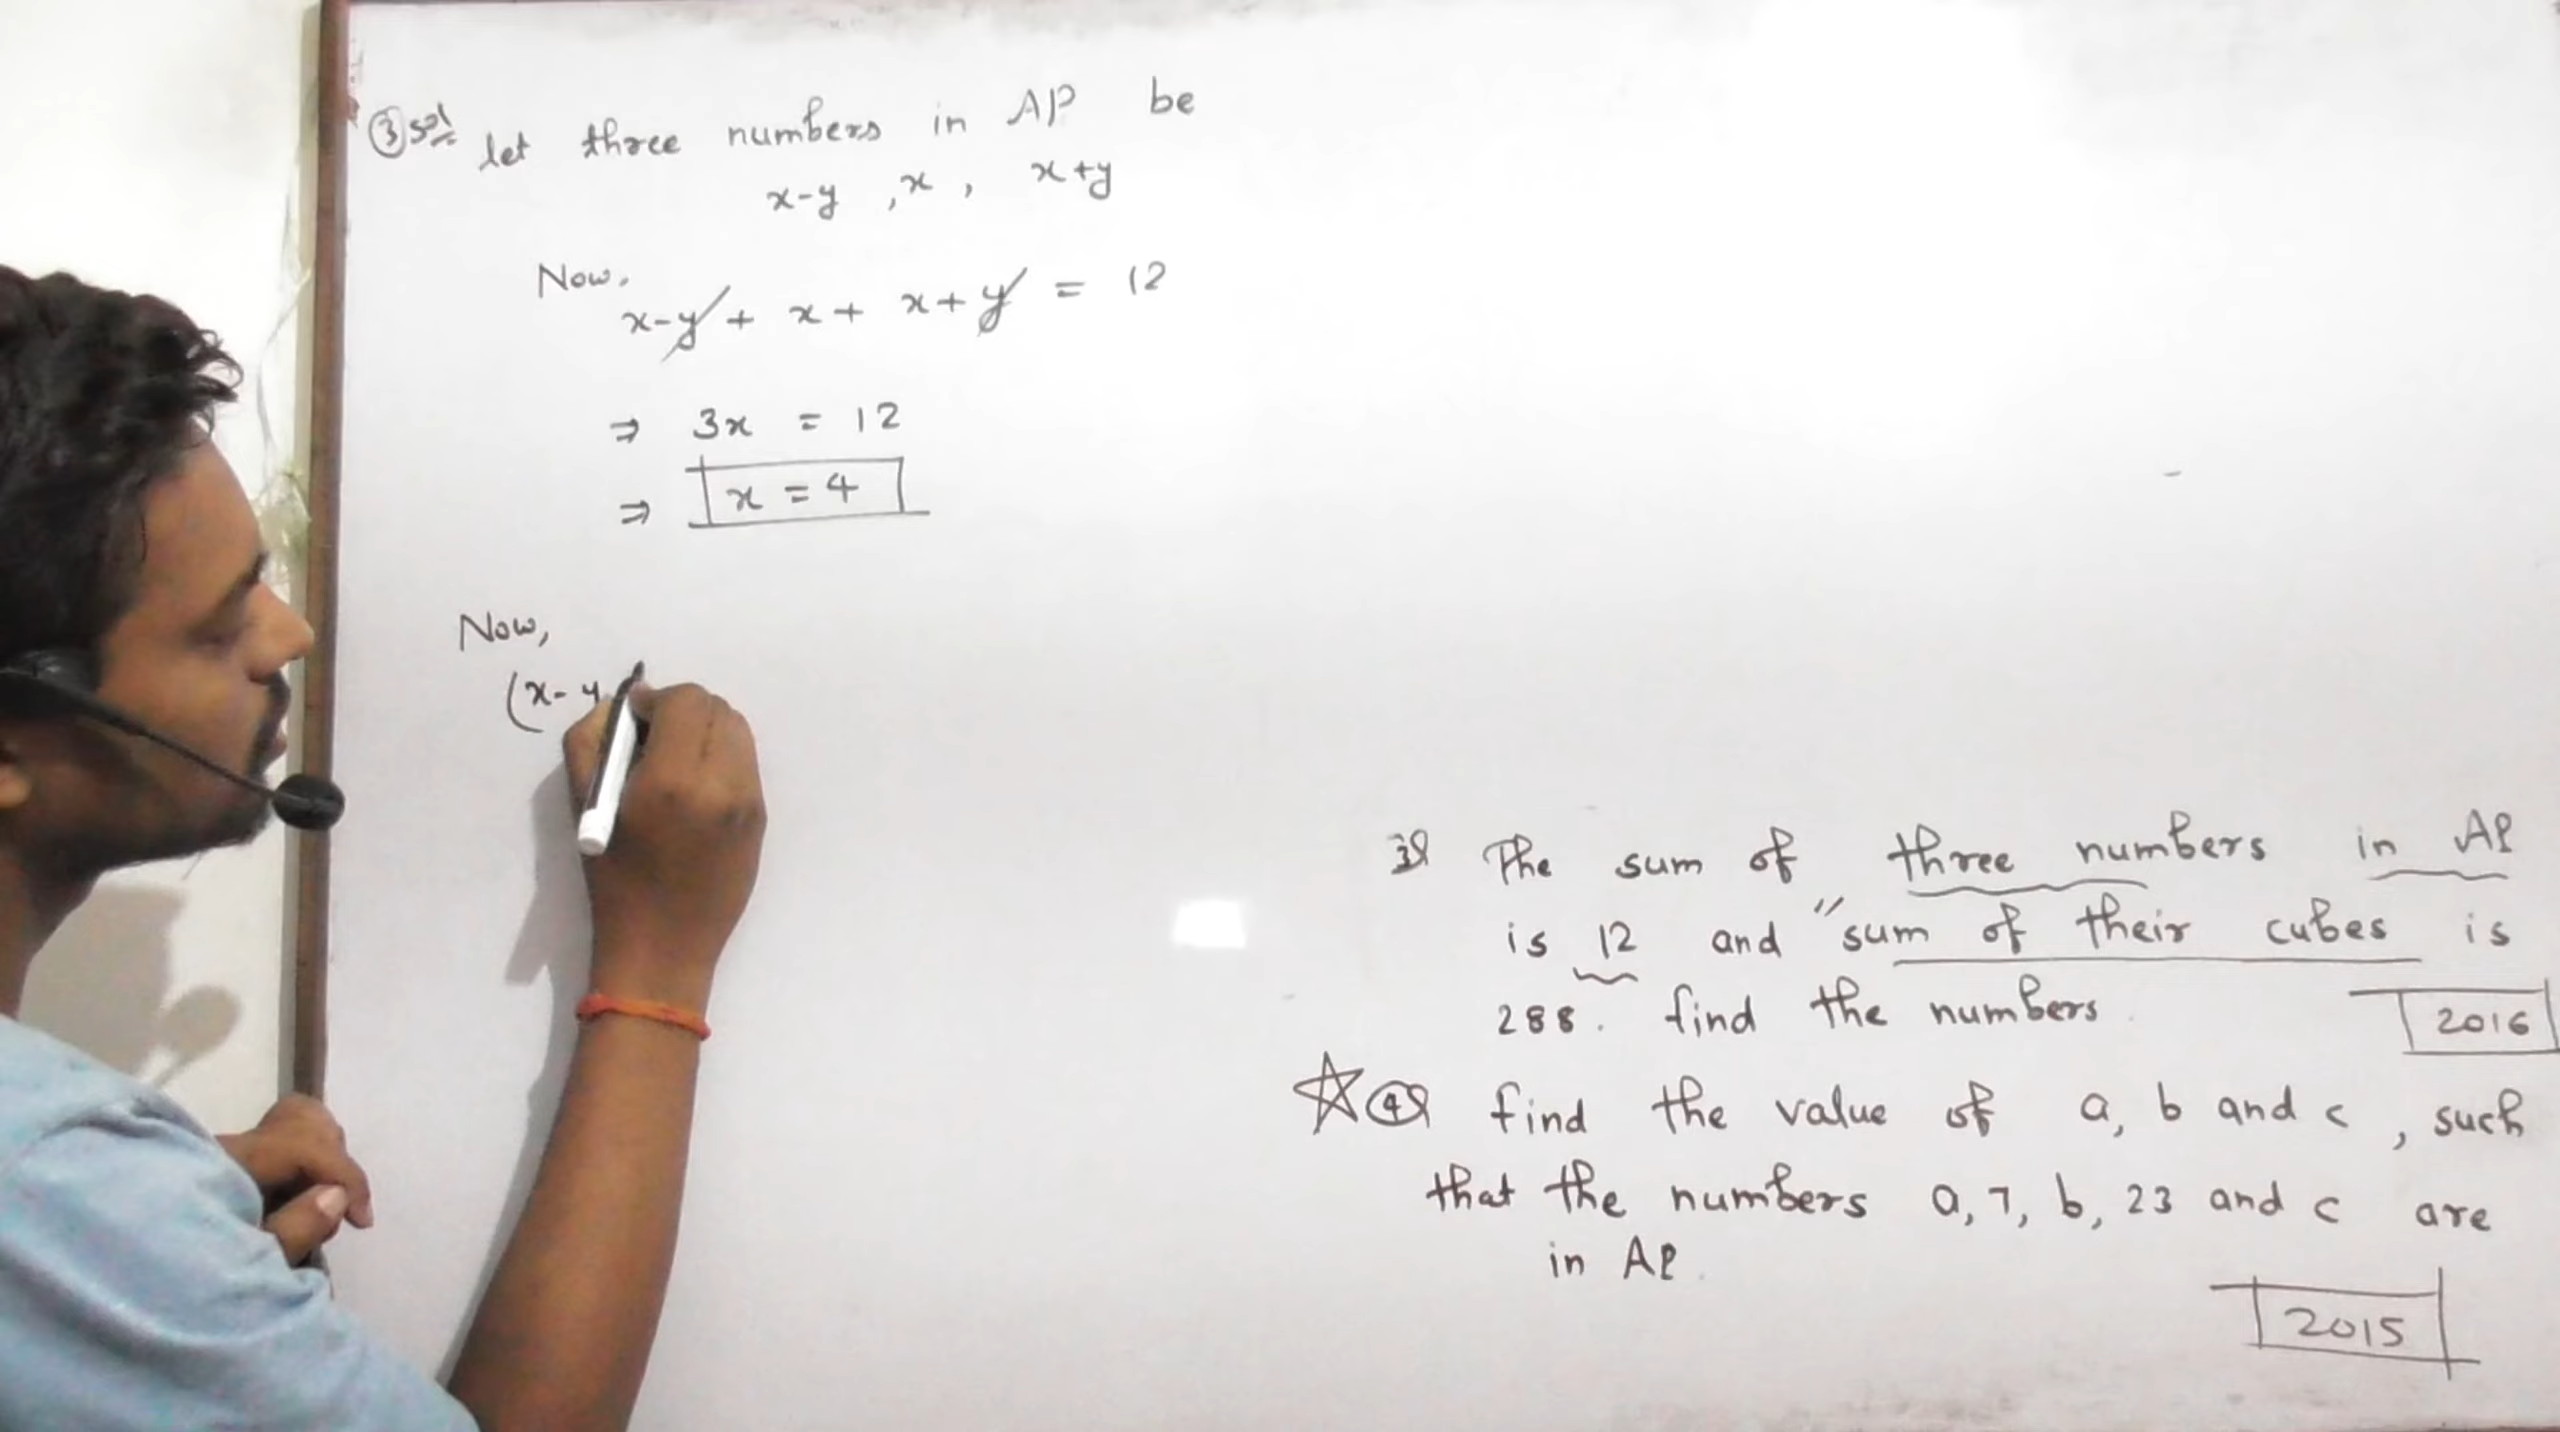 ③ sol let three numbers in AP be
x-y , x , x+y
Now,
x-y + x + x+y = 12
⇒ 3x = 12
⇒ x = 4
Now,
(x-y
3) The sum of three numbers in AP
is 12 and "sum of their cubes is
288. find the numbers
2016
④ find the value of a, b and c, such
that the numbers a, 7, b, 23 and c are
in AP
2015